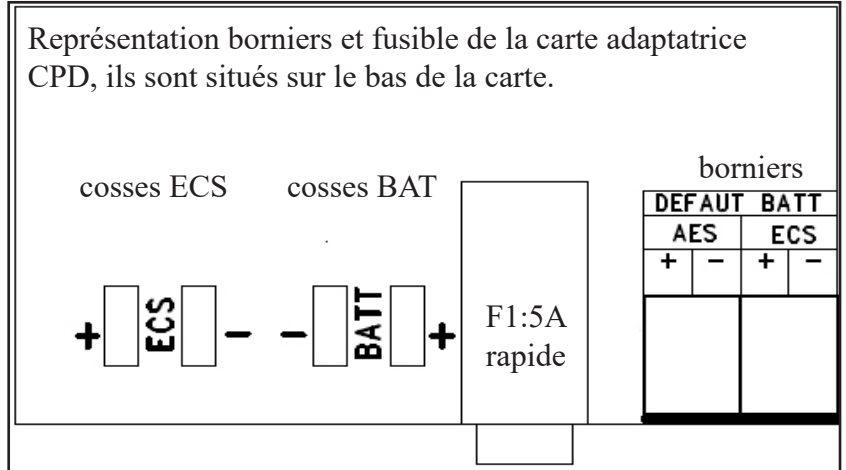 Représentation borniers et fusible de la carte adaptatrice
CPD, ils sont situés sur le bas de la carte.
cosses ECS cosses BAT borniers
DEFAUT BATT
AES ECS
+ - + -
+ ECS - - BATT +
F1:5A
rapide